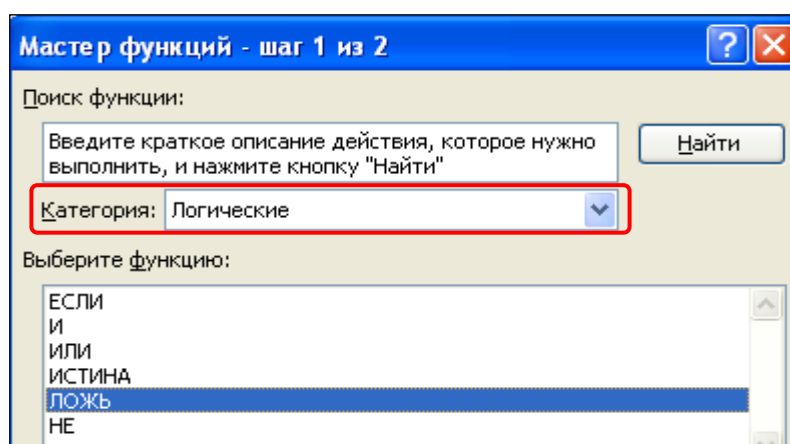 Мастер функций - шаг 1 из 2
Поиск функции:
Введите краткое описание действия, которое нужно
выполнить, и нажмите кнопку "Найти"
Найти
Категория: Логические
Выберите функцию:
ЕСЛИ
И
ИЛИ
ИСТИНА
ЛОЖЬ
НЕ